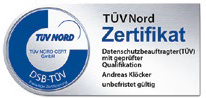 TÜV NORD
TÜV NORD CERT
GmbH
DSB-TÜV
TÜV Nord
Zertifikat
Datenschutzbeauftragter(TÜV)
mit geprüfter
Qualifikation
Andreas Klöcker
unbefristet gültig